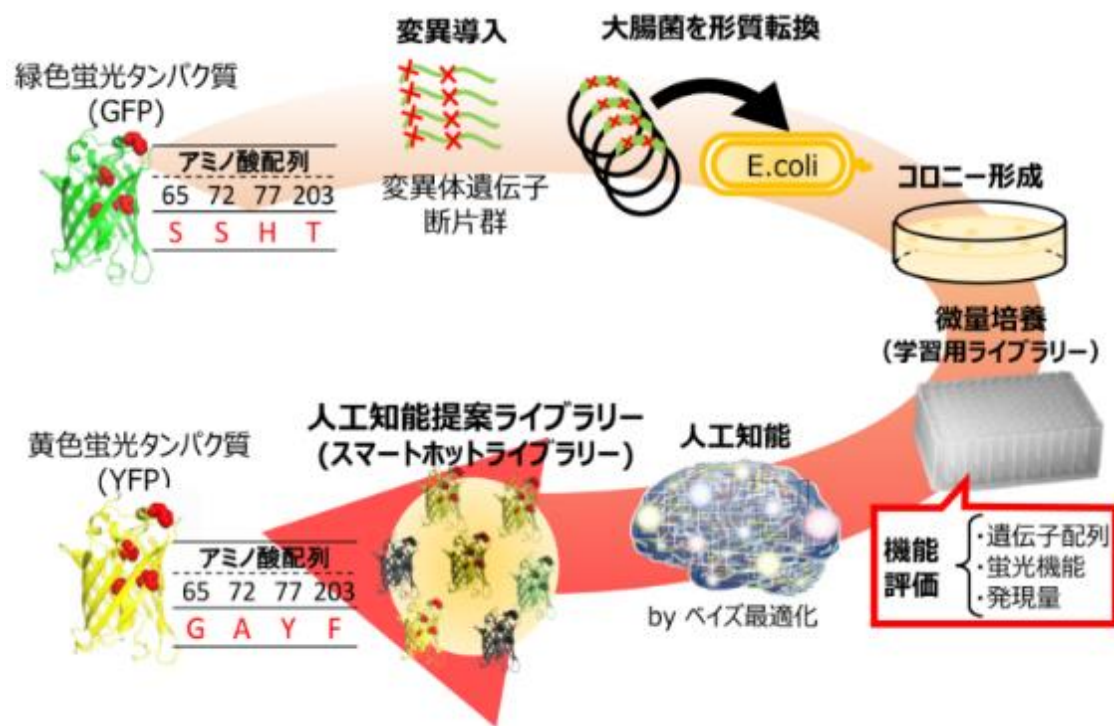 変異導入
大腸菌を形質転換
緑色蛍光タンパク質
(GFP)
アミノ酸配列
65 72 77 203
S S H T
変異体遺伝子
断片群
E.coli
コロニー形成
微量培養
(学習用ライブラリー)
機能
評価
・遺伝子配列
・蛍光機能
・発現量
人工知能
by ベイズ最適化
人工知能提案ライブラリー
(スマートホットライブラリー)
黄色蛍光タンパク質
(YFP)
アミノ酸配列
65 72 77 203
G A Y F